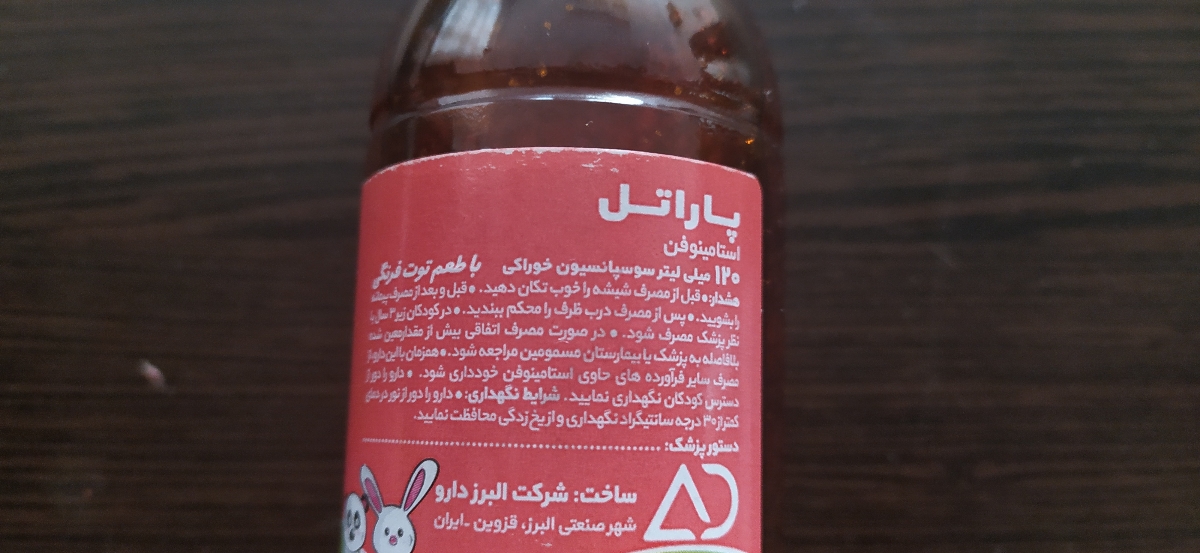 پاراتل
استامینوفن
۱۲۰ میلی لیتر سوسپانسیون خوراکی با طعم توت فرنگی
هشدار: • قبل از مصرف شیشه را خوب تکان دهید. • قبل و بعد از مصرف پیمانه
را بشویید. • پس از مصرف درب ظرف را محکم ببندید. • در کودکان زیر ۲ سال با
نظر پزشک مصرف شود. • در صورت مصرف اتفاقی بیش از مقدار معین شده
بلافاصله به پزشک یا بیمارستان مسمومین مراجعه شود. • همزمان با این دارو از
مصرف سایر فرآورده های حاوی استامینوفن خودداری شود. • دارو را دور از
دسترس کودکان نگهداری نمایید. شرایط نگهداری: • دارو را دور از نور در دمای
کمتر از ۳۰ درجه سانتیگراد نگهداری و از یخ زدگی محافظت نمایید.
دستور پزشک:
ساخت: شرکت البرز دارو
شهر صنعتی البرز، قزوین -ایران